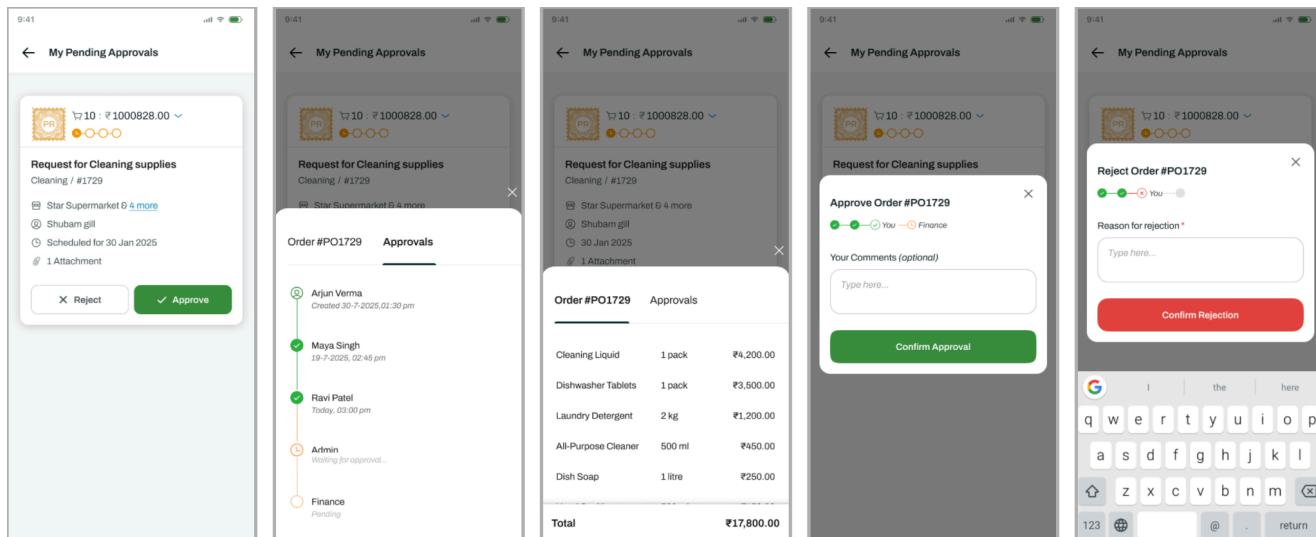 9:41
My Pending Approvals
PR
10 : ₹1000828.00
Request for Cleaning supplies
Cleaning / #1729
Star Supermarket & 4 more
Shubam gill
Scheduled for 30 Jan 2025
1 Attachment
Reject
Approve
9:41
My Pending Approvals
PR
10 : ₹1000828.00
Request for Cleaning supplies
Cleaning / #1729
Star Supermarket & 4 more
Order #PO1729 Approvals
Arjun Verma
Created 30-7-2025,01:30 pm
Maya Singh
19-7-2025, 02:45 pm
Ravi Patel
Today, 03:00 pm
Admin
Waiting for approval...
Finance
Pending
9:41
My Pending Approvals
PR
10 : ₹1000828.00
Request for Cleaning supplies
Cleaning / #1729
Star Supermarket & 4 more
Shubam gill
30 Jan 2025
1 Attachment
Order #PO1729 Approvals
Cleaning Liquid 1 pack ₹4,200.00
Dishwasher Tablets 1 pack ₹3,500.00
Laundry Detergent 2 kg ₹1,200.00
All-Purpose Cleaner 500 ml ₹450.00
Dish Soap 1 litre ₹250.00
Total ₹17,800.00
9:41
My Pending Approvals
PR
10 : ₹1000828.00
Request for Cleaning supplies
Approve Order #PO1729
You Finance
Your Comments (optional)
Type here...
Confirm Approval
9:41
My Pending Approvals
PR
10 : ₹1000828.00
Reject Order #PO1729
You
Reason for rejection *
Type here...
Confirm Rejection
G I the here
q w e r t y u i o p
a s d f g h j k l
z x c v b n m
123 @ . return